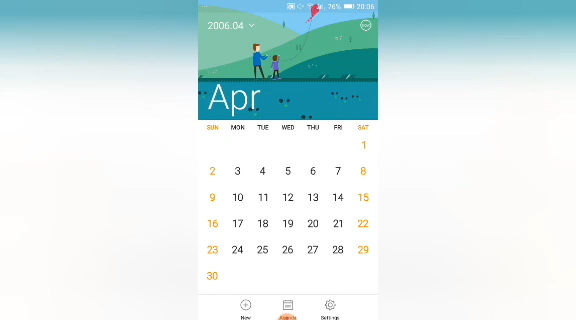 76% 20:06
2006.04
Apr
SUN MON TUE WED THU FRI SAT
1
2 3 4 5 6 7 8
9 10 11 12 13 14 15
16 17 18 19 20 21 22
23 24 25 26 27 28 29
30
New Agenda Settings